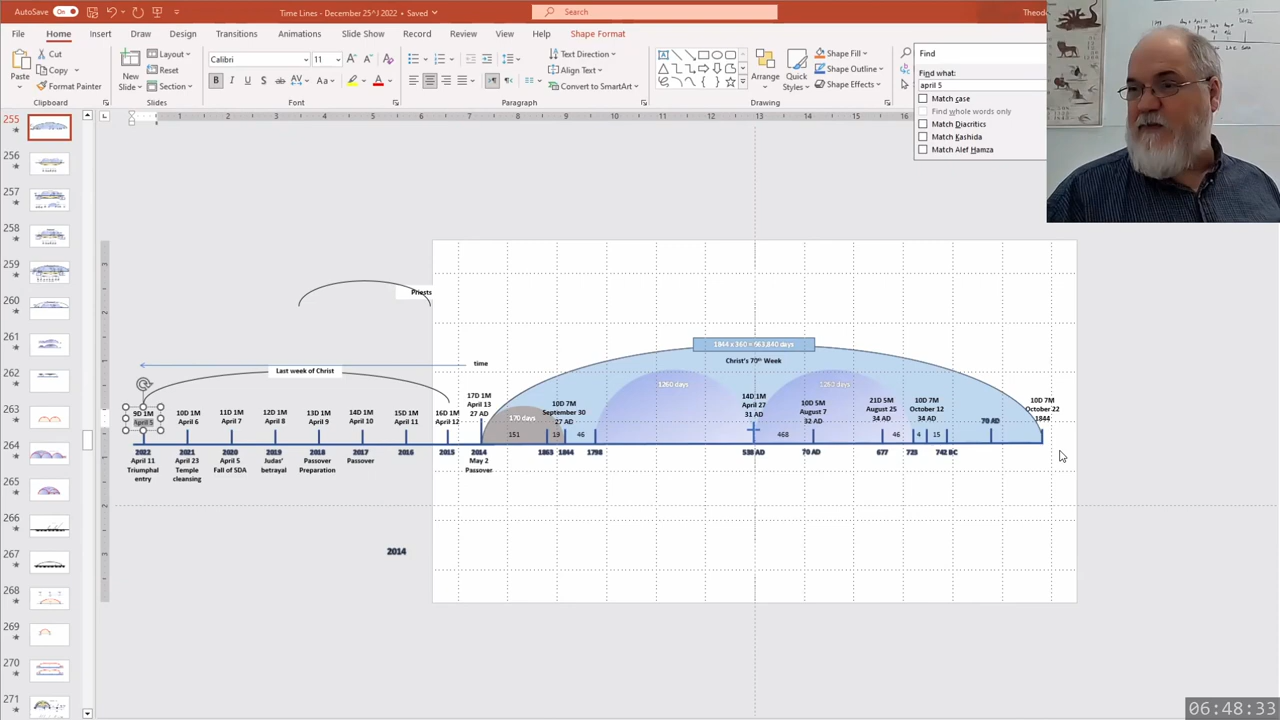 AutoSave On
Time Lines - December 25^J 2022 • Saved
Search
File Home Insert Draw Design Transitions Animations Slide Show Record Review View Help Shape Format
Paste
Cut
Copy
Format Painter
Clipboard
New Slide
Layout
Reset
Section
Slides
Calibri 11
B I U S ab AV Aa A
Font
Text Direction
Align Text
Convert to SmartArt
Paragraph
Arrange
Quick Styles
Shape Fill
Shape Outline
Shape Effects
Drawing
Find
Find what:
april 5
Match case
Find whole words only
Match Diacritics
Match Kashida
Match Alef Hamza
255
256
257
258
259
260
261
262
263
264
265
266
267
268
269
270
271
Priests
time
Last week of Christ
1844 x 360 = 663,840 days
Christ's 70th Week
1260 days
1260 days
170 days
9D 1M
April 5
10D 1M
April 6
11D 1M
April 7
12D 1M
April 8
13D 1M
April 9
14D 1M
April 10
15D 1M
April 11
16D 1M
April 12
17D 1M
April 13
27 AD
10D 7M
September 30
27 AD
14D 1M
April 27
31 AD
10D 5M
August 7
32 AD
21D 5M
August 25
34 AD
10D 7M
October 12
34 AD
70 AD
10D 7M
October 22
1844
151 13 46 468 46 4 15
2022
April 11
Triumphal
entry
2021
April 23
Temple
cleansing
2020
April 5
Fall of SDA
2019
Judas'
betrayal
2018
Passover
Preparation
2017
Passover
2016
2015
2014
May 2
Passover
1863 1844 1798 538 AD 70 AD 677 723 742 BC
2014
06:48:33